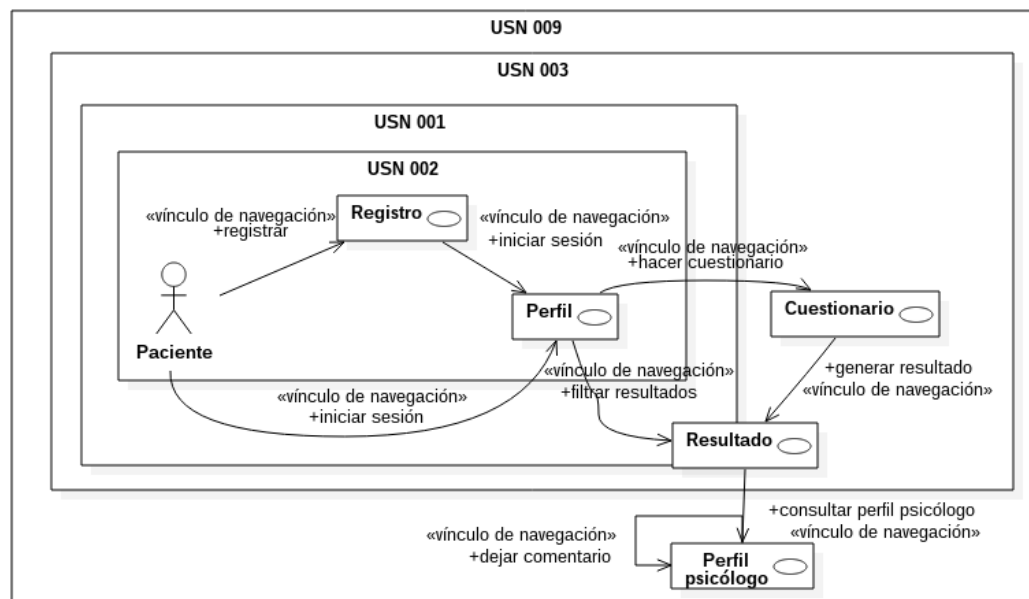 USN 009
USN 003
USN 001
USN 002
«vínculo de navegación»
+registrar
Registro
«vínculo de navegación»
+iniciar sesión
«vínculo de navegación»
+hacer cuestionario
Perfil
Cuestionario
Paciente
«vínculo de navegación»
+iniciar sesión
«vínculo de navegación»
+filtrar resultados
+generar resultado
«vínculo de navegación»
Resultado
+consultar perfil psicólogo
«vínculo de navegación»
«vínculo de navegación»
+dejar comentario
Perfil
psicólogo